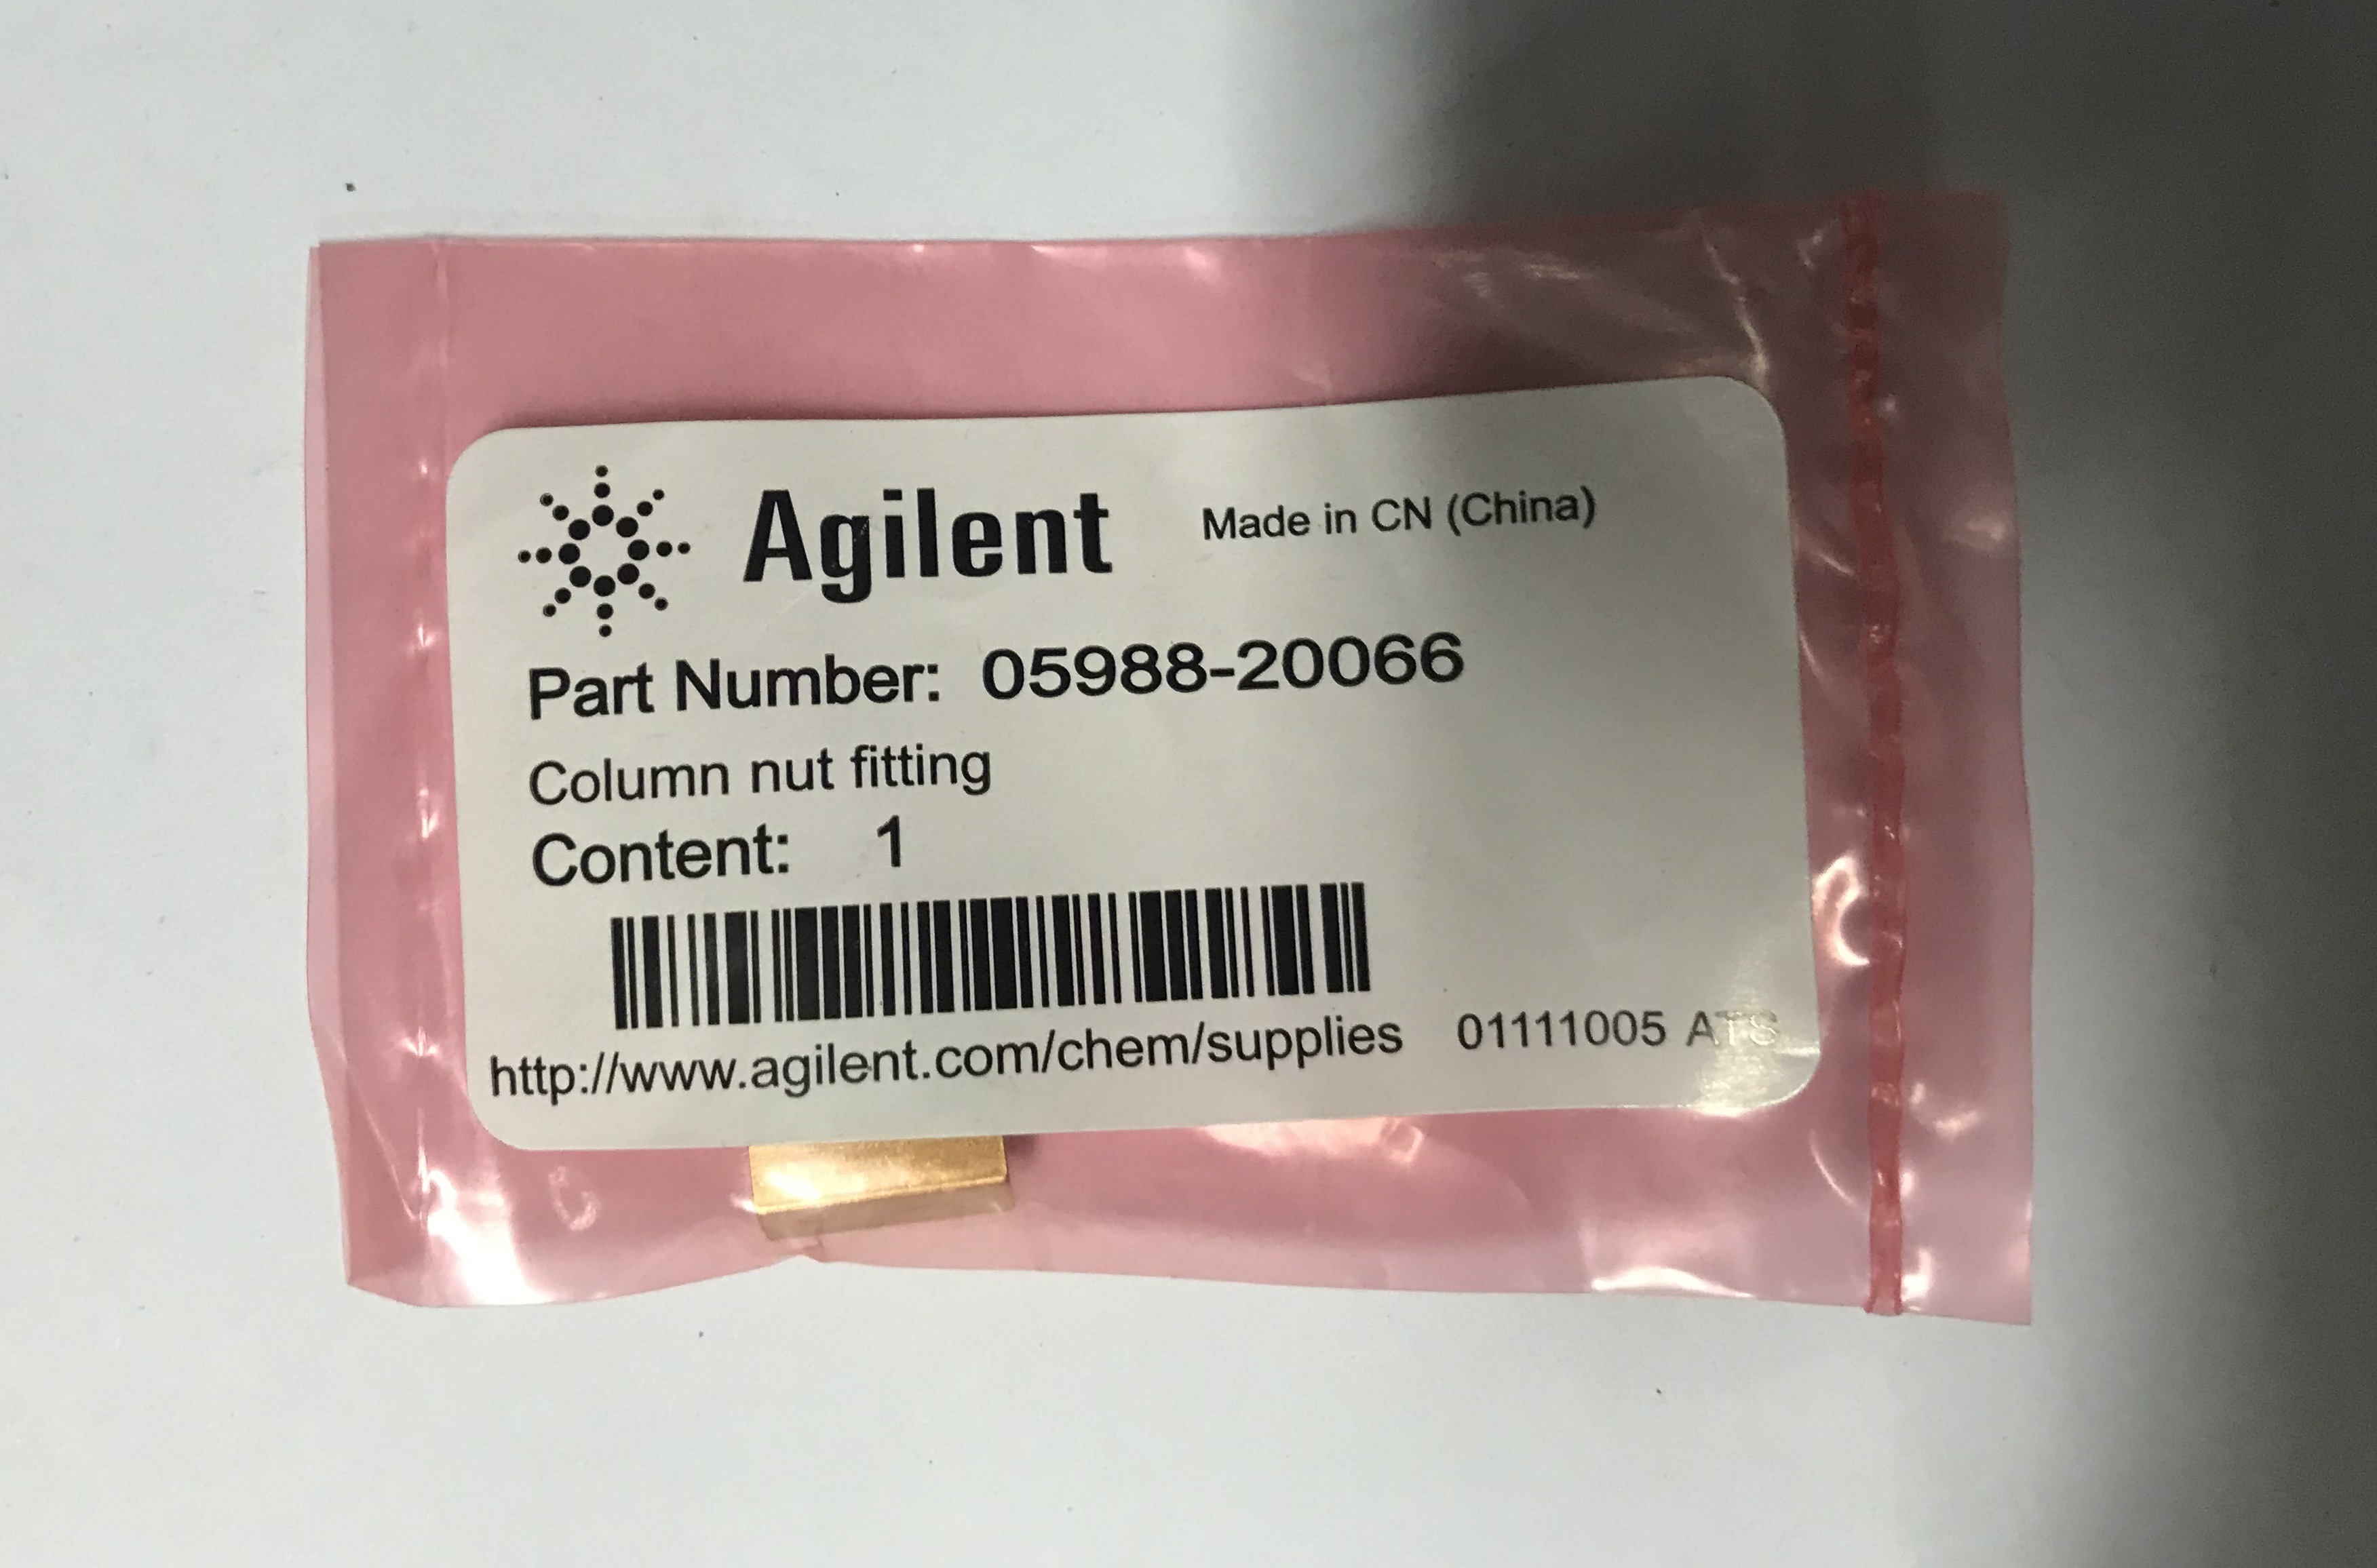 Agilent Made in CN (China)
Part Number: 05988-20066
Column nut fitting
Content: 1
http://www.agilent.com/chem/supplies 01111005 ATS